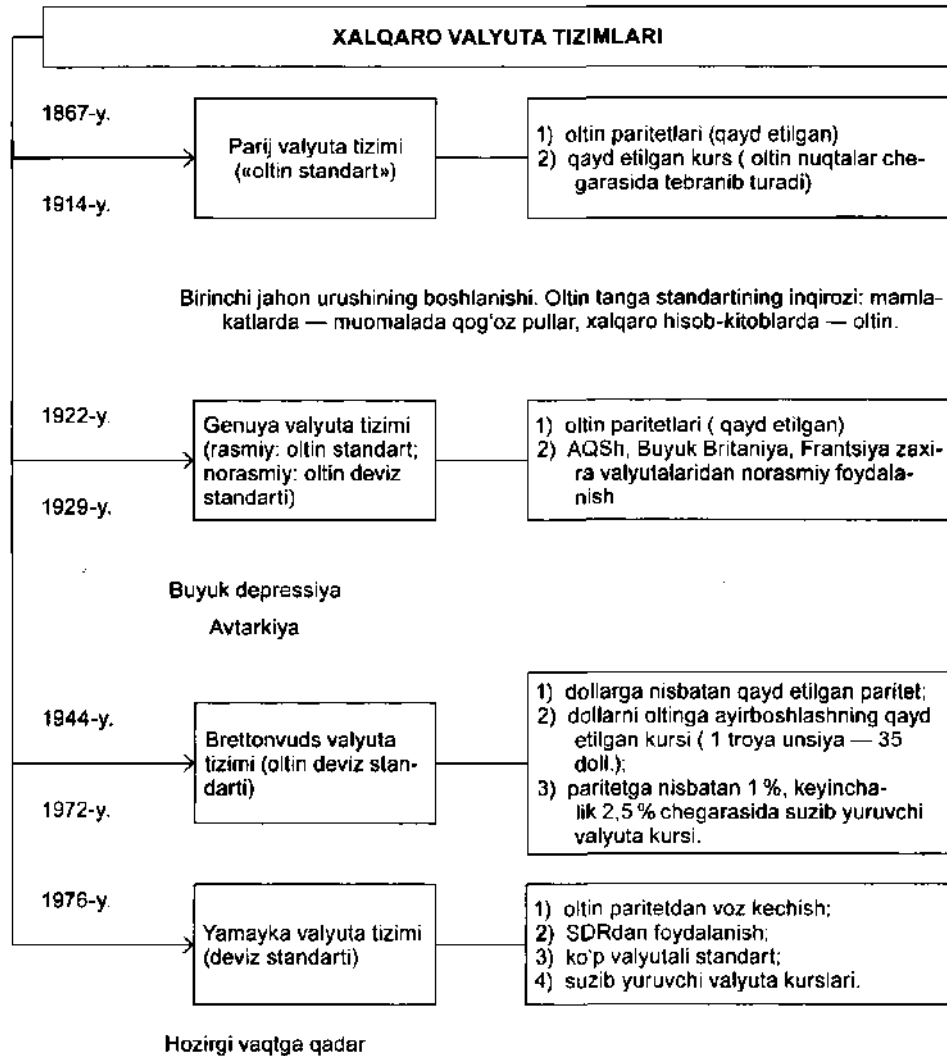 XALQARO VALYUTA TIZIMLARI
1867-y.
1914-y.
Parij valyuta tizimi
(«oltin standart»)
1) oltin paritetlari (qayd etilgan)
2) qayd etilgan kurs ( oltin nuqtalar che-
garasida tebranib turadi)
Birinchi jahon urushining boshlanishi. Oltin tanga standartining inqirozi: mamla-
katlarda — muomalada qog‘oz pullar, xalqaro hisob-kitoblarda — oltin.
1922-y.
1929-y.
Genuya valyuta tizimi
(rasmiy: oltin standart;
norasmiy: oltin deviz
standarti)
1) oltin paritetlari ( qayd etilgan)
2) AQSh, Buyuk Britaniya, Frantsiya zaxi-
ra valyutalaridan norasmiy foydala-
nish
Buyuk depressiya
Avtarkiya
1944-y.
1972-y.
Brettonvuds valyuta
tizimi (oltin deviz stan-
darti)
1) dollarga nisbatan qayd etilgan paritet;
2) dollarni oltinga ayirboshlashning qayd
etilgan kursi ( 1 troya unsiya — 35
doll.);
3) paritetga nisbatan 1 %, keyincha-
lik 2,5 % chegarasida suzib yuruvchi
valyuta kursi.
1976-y.
Yamayka valyuta tizimi
(deviz standarti)
1) oltin paritetdan voz kechish;
2) SDRdan foydalanish;
3) ko‘p valyutali standart;
4) suzib yuruvchi valyuta kurslari.
Hozirgi vaqtga qadar